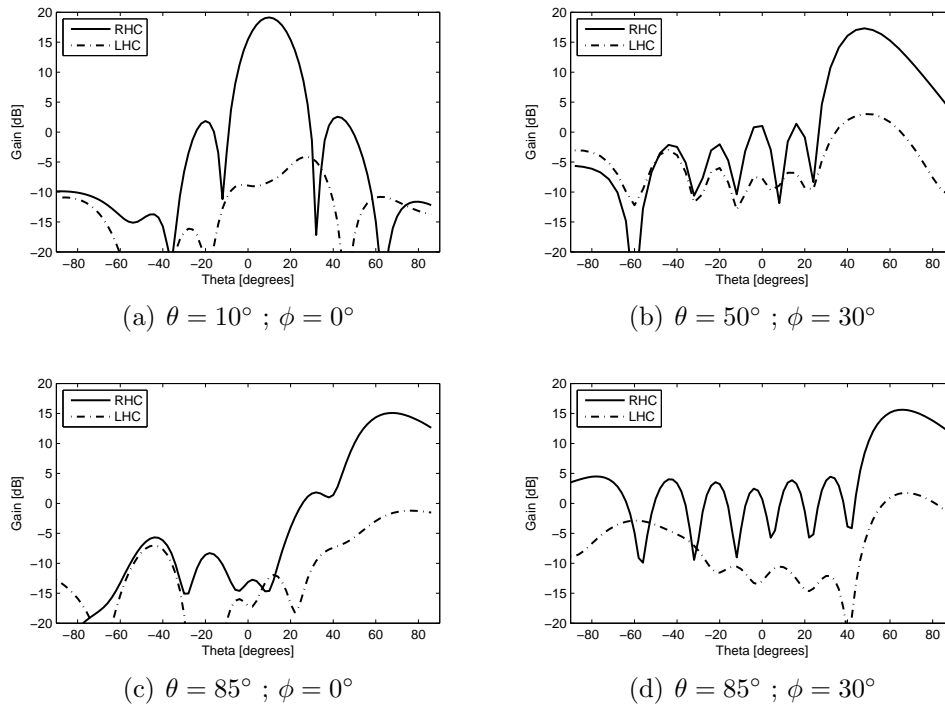 20
15
10
5
0
−5
−10
−15
−20
Gain [dB]
RHC
LHC
−80 −60 −40 −20 0 20 40 60 80
Theta [degrees]
(a) θ = 10° ; φ = 0°
20
15
10
5
0
−5
−10
−15
−20
Gain [dB]
RHC
LHC
−80 −60 −40 −20 0 20 40 60 80
Theta [degrees]
(b) θ = 50° ; φ = 30°
20
15
10
5
0
−5
−10
−15
−20
Gain [dB]
RHC
LHC
−80 −60 −40 −20 0 20 40 60 80
Theta [degrees]
(c) θ = 85° ; φ = 0°
20
15
10
5
0
−5
−10
−15
−20
Gain [dB]
RHC
LHC
−80 −60 −40 −20 0 20 40 60 80
Theta [degrees]
(d) θ = 85° ; φ = 30°